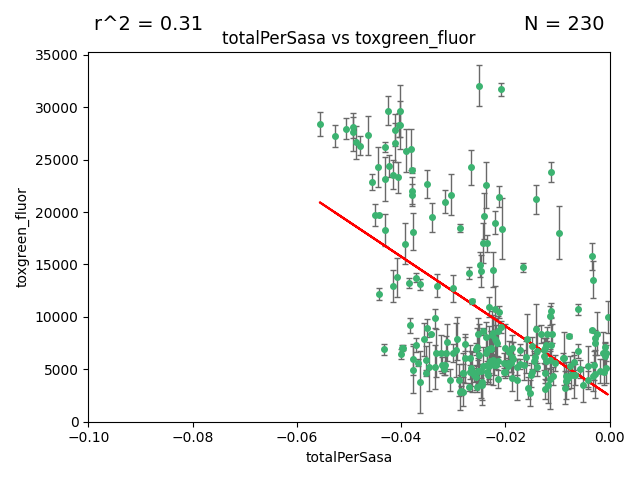 r^2 = 0.31
N = 230
totalPerSasa vs toxgreen_fluor
35000
30000
25000
20000
15000
10000
5000
0
toxgreen_fluor
−0.10
−0.08
−0.06
−0.04
−0.02
0.00
totalPerSasa